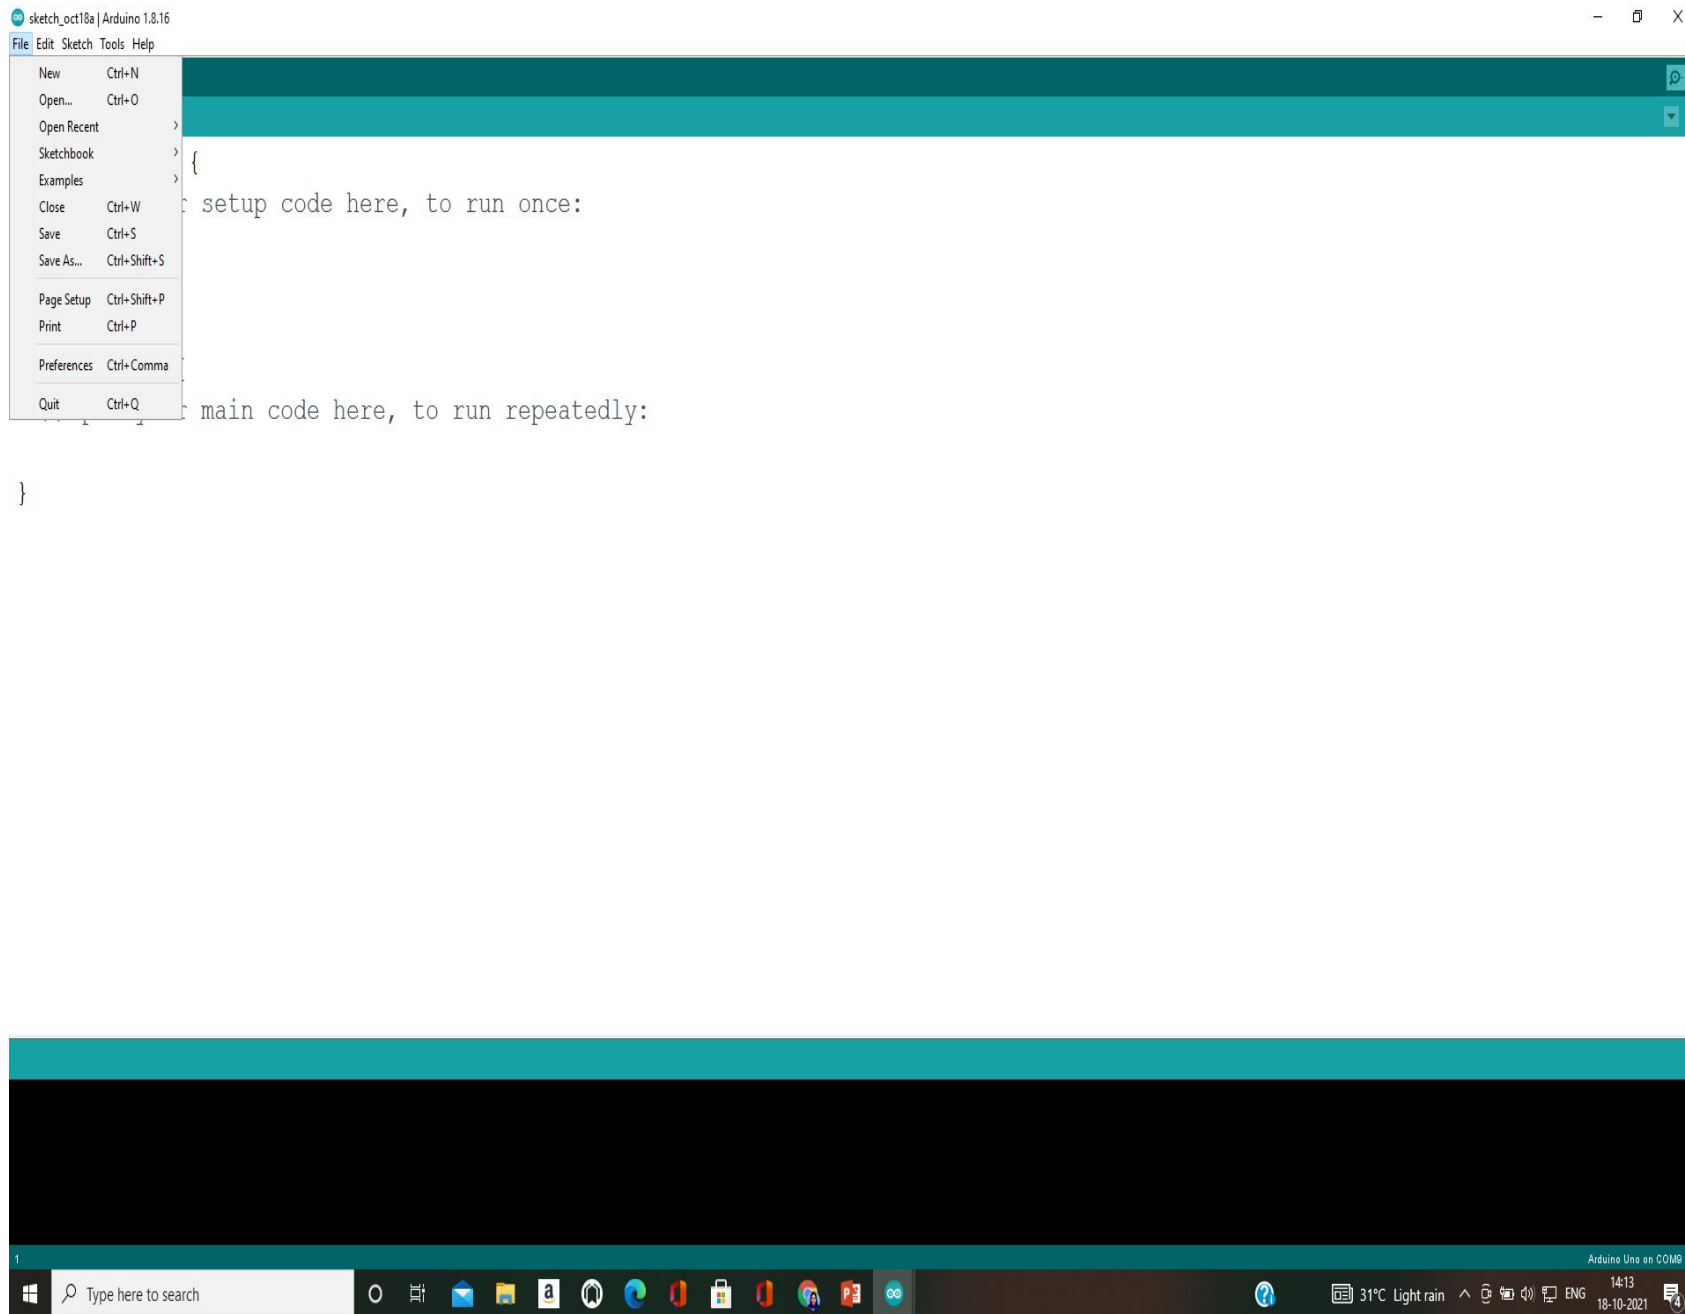 sketch_oct18a | Arduino 1.8.16
File Edit Sketch Tools Help
New Ctrl+N
Open... Ctrl+O
Open Recent
Sketchbook
Examples
Close Ctrl+W
Save Ctrl+S
Save As... Ctrl+Shift+S
Page Setup Ctrl+Shift+P
Print Ctrl+P
Preferences Ctrl+Comma
Quit Ctrl+Q
{
setup code here, to run once:
main code here, to run repeatedly:
}
1
Arduino Uno on COM9
Type here to search
31°C Light rain
ENG
14:13
18-10-2021
4